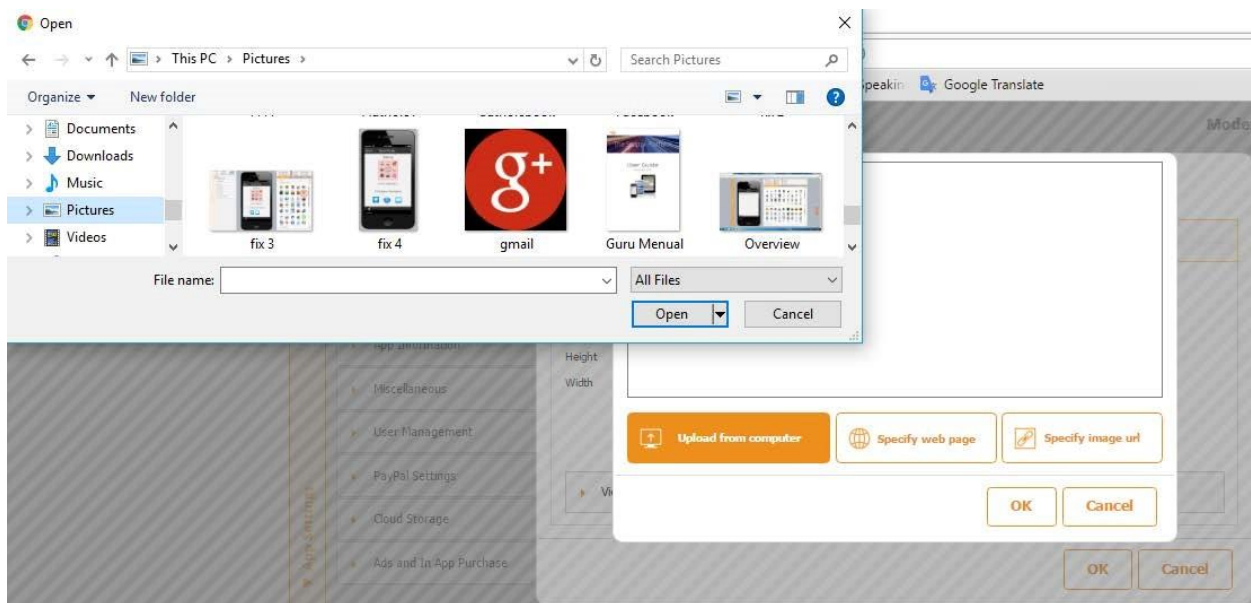 Open
This PC > Pictures >
Search Pictures
Organize
New folder
Documents
Downloads
Music
Pictures
Videos
fix 3
fix 4
gmail
Guru Menual
Overview
g+
User Guide
File name:
All Files
Open
Cancel
Google Translate
Mode
App Information
Miscellaneous
User Management
PayPal Settings
Cloud Storage
Ads and In App Purchase
App Settings
Height
Width
Upload from computer
Specify web page
Specify image url
OK
Cancel
OK
Cancel